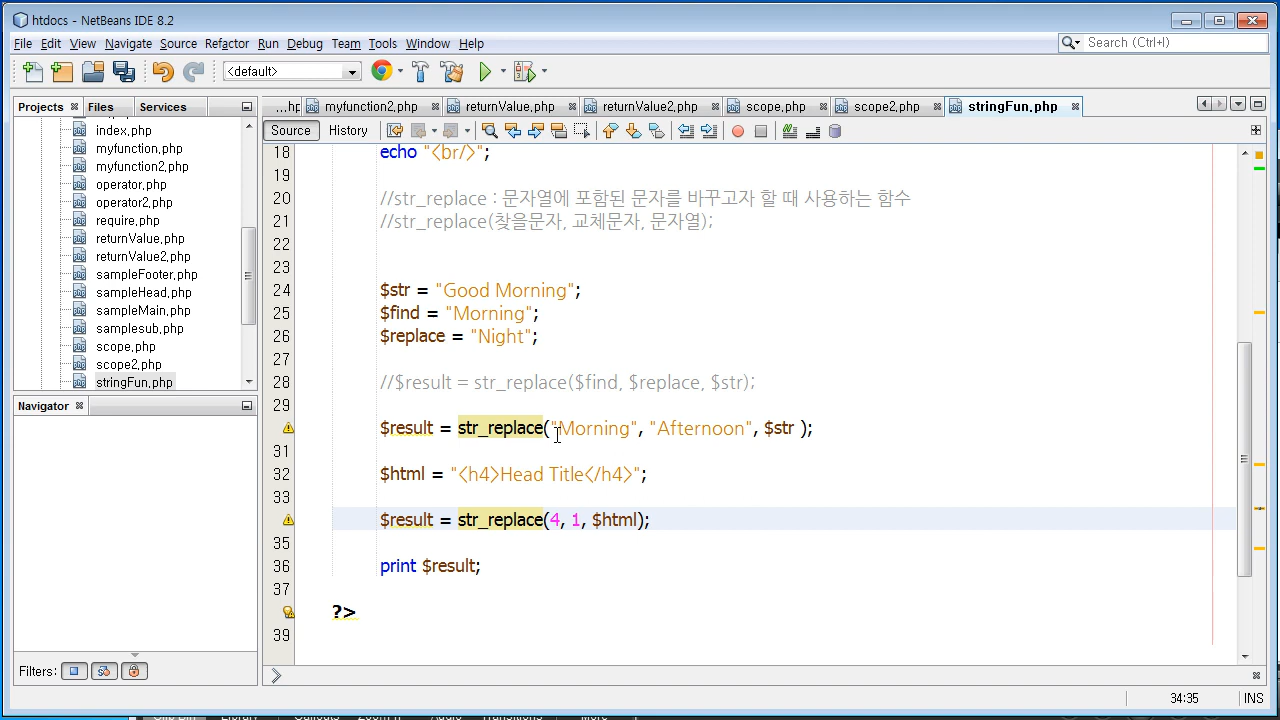 htdocs - NetBeans IDE 8.2
File Edit View Navigate Source Refactor Run Debug Team Tools Window Help
Search (Ctrl+I)
<default>
Projects Files Services
...hp myfunction2.php returnValue.php returnValue2.php scope.php scope2.php stringFun.php
Source History
index.php
myfunction.php
myfunction2.php
operator.php
operator2.php
require.php
returnValue.php
returnValue2.php
sampleFooter.php
sampleHead.php
sampleMain.php
samplesub.php
scope.php
scope2.php
stringFun.php
Navigator
Filters:
18 echo "<br/>";
19
20 //str_replace : 문자열에 포함된 문자를 바꾸고자 할 때 사용하는 함수
21 //str_replace(찾을문자, 교체문자, 문자열);
22
23
24 $str = "Good Morning";
25 $find = "Morning";
26 $replace = "Night";
27
28 //$result = str_replace($find, $replace, $str);
29
$result = str_replace("Morning", "Afternoon", $str );
31
32 $html = "<h4>Head Title</h4>";
33
$result = str_replace(4, 1, $html);
35
36 print $result;
37
?>
39
34:35 INS